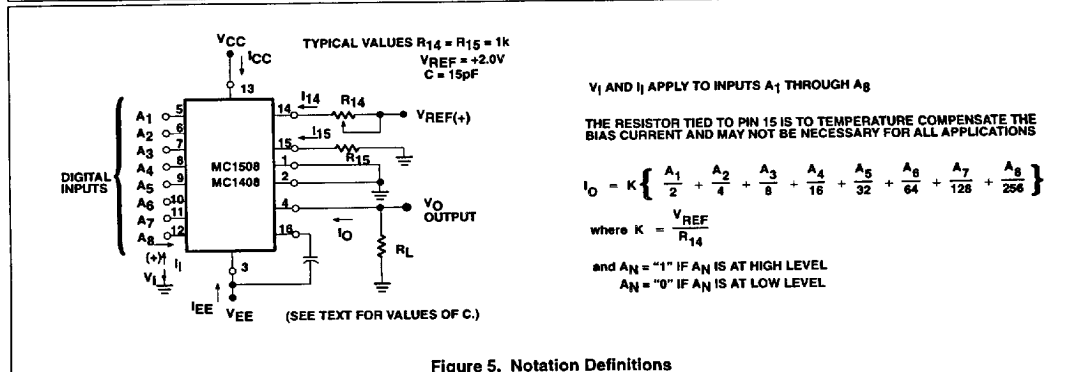 VCC
ICC
TYPICAL VALUES R14 = R15 = 1k
VREF = +2.0V
C = 15pF
13
DIGITAL
INPUTS
A1 5
A2 6
A3 7
A4 8
A5 9
A6 10
A7 11
A8 12
(+)
II
VI
MC1508
MC1408
14
I14
R14
VREF(+)
15
I15
R15
1
2
4
VO
OUTPUT
IO
16
RL
3
IEE
VEE
(SEE TEXT FOR VALUES OF C.)
VI AND II APPLY TO INPUTS A1 THROUGH A8
THE RESISTOR TIED TO PIN 15 IS TO TEMPERATURE COMPENSATE THE
BIAS CURRENT AND MAY NOT BE NECESSARY FOR ALL APPLICATIONS
IO = K { A1/2 + A2/4 + A3/8 + A4/16 + A5/32 + A6/64 + A7/128 + A8/256 }
where K = VREF/R14
and AN = "1" IF AN IS AT HIGH LEVEL
AN = "0" IF AN IS AT LOW LEVEL
Figure 5. Notation Definitions